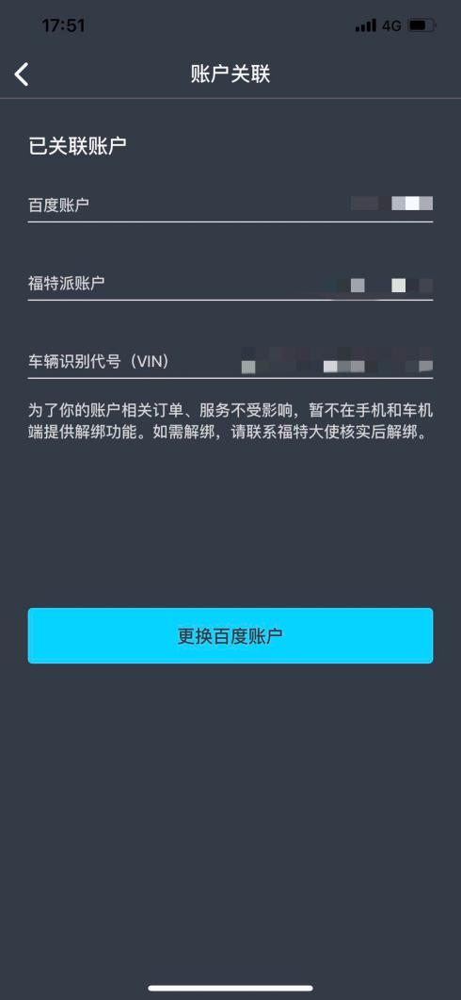 17:51
4G
账户关联
已关联账户
百度账户
福特派账户
车辆识别代号（VIN）
为了你的账户相关订单、服务不受影响，暂不在手机和车机
端提供解绑功能。如需解绑，请联系福特大使核实后解绑。
更换百度账户